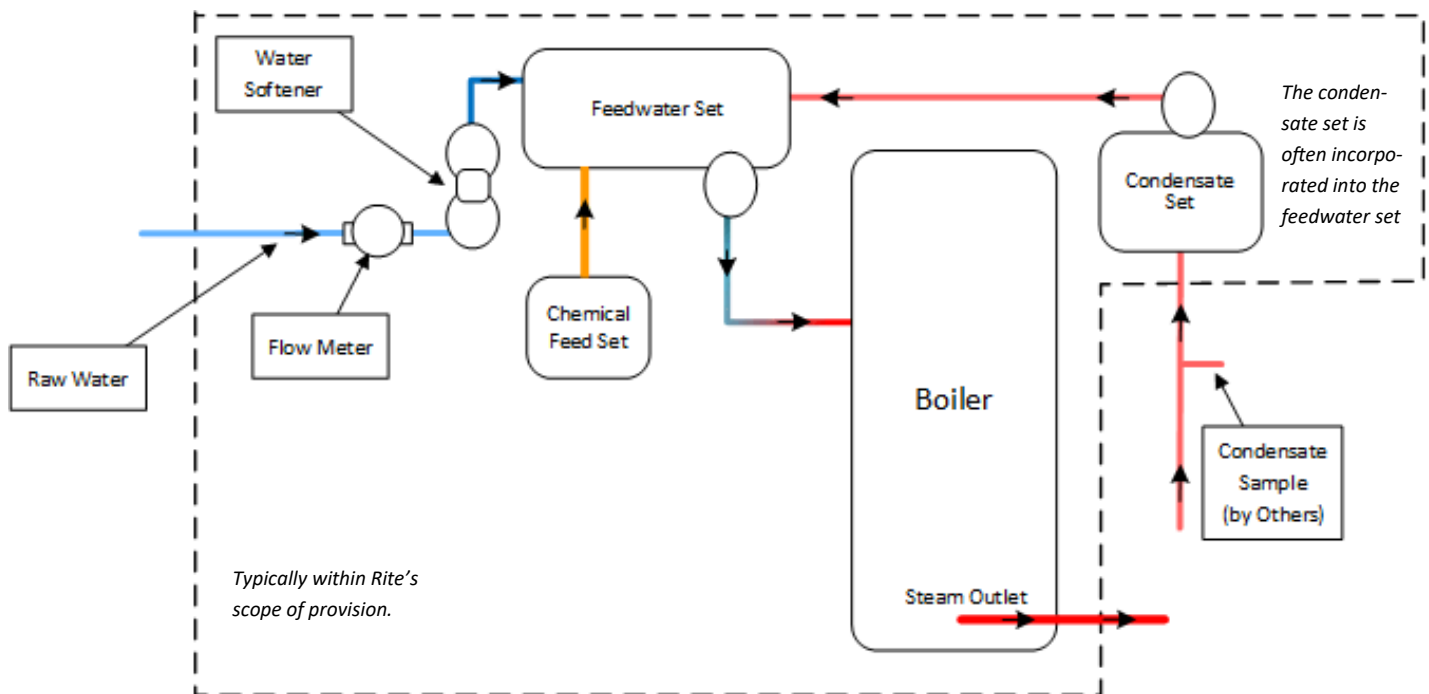 Water
Softener
Feedwater Set
The conden-
sate set is
often incorpo-
rated into the
feedwater set
Condensate
Set
Chemical
Feed Set
Flow Meter
Raw Water
Boiler
Condensate
Sample
(by Others)
Typically within Rite’s
scope of provision.
Steam Outlet